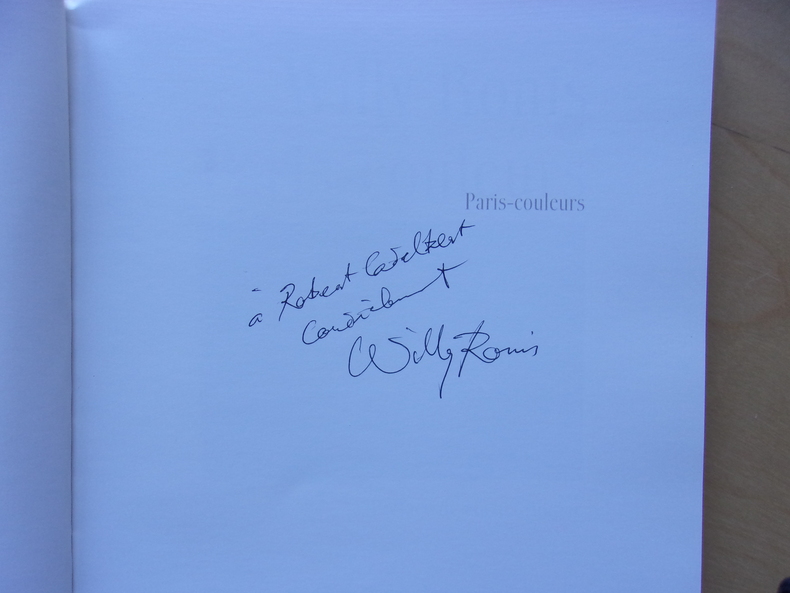 Paris-couleurs
à Robert
Cordialement
Willy Ronis